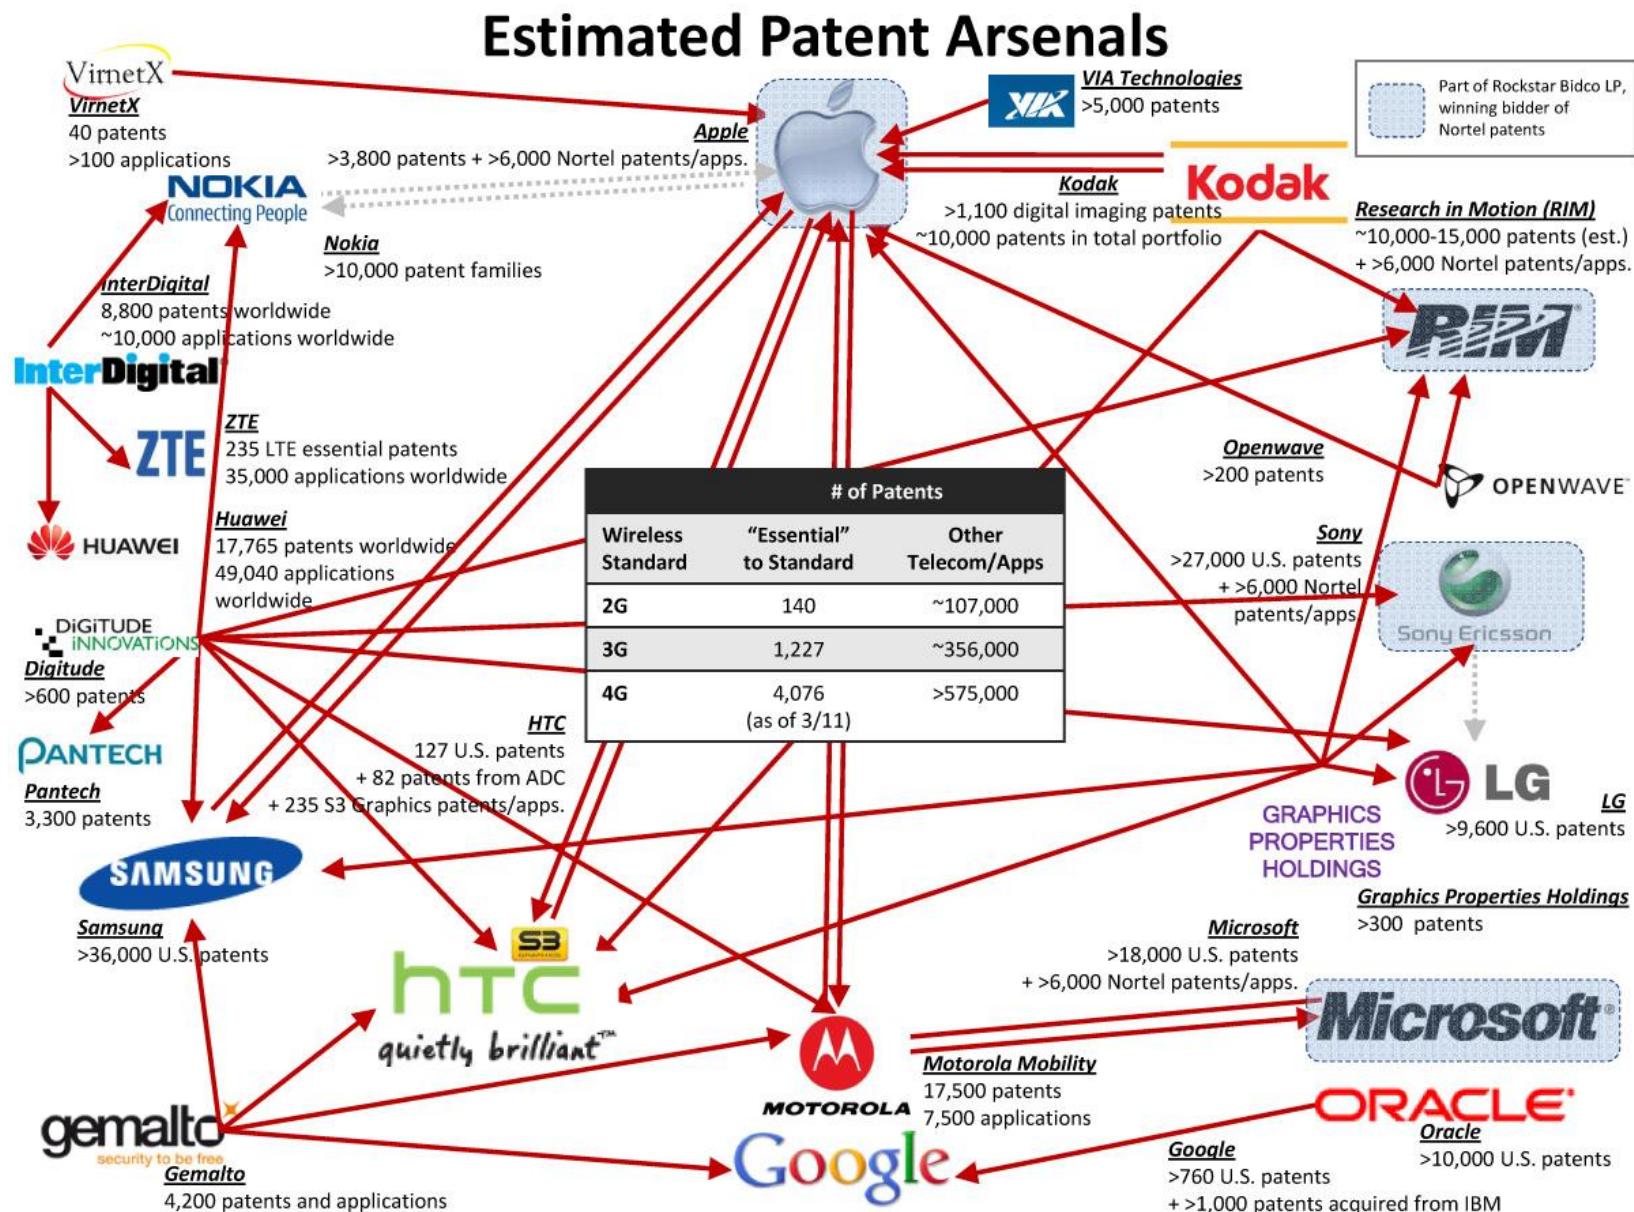 Estimated Patent Arsenals
VirnetX
VirnetX
40 patents
>100 applications
Apple
>3,800 patents + >6,000 Nortel patents/apps.
VIA
VIA Technologies
>5,000 patents
Part of Rockstar Bidco LP,
winning bidder of
Nortel patents
NOKIA
Connecting People
Nokia
>10,000 patent families
Kodak
Kodak
>1,100 digital imaging patents
~10,000 patents in total portfolio
Research in Motion (RIM)
~10,000-15,000 patents (est.)
+ >6,000 Nortel patents/apps.
RIM
InterDigital
8,800 patents worldwide
~10,000 applications worldwide
InterDigital
ZTE
ZTE
235 LTE essential patents
35,000 applications worldwide
Openwave
>200 patents
OPENWAVE
HUAWEI
Huawei
17,765 patents worldwide
49,040 applications
worldwide
# of Patents
Wireless Standard
“Essential” to Standard
Other Telecom/Apps
2G 140 ~107,000
3G 1,227 ~356,000
4G 4,076 >575,000
(as of 3/11)
Sony
>27,000 U.S. patents
+ >6,000 Nortel
patents/apps.
Sony Ericsson
DiGiTUDE
iNNOVATiONS
Digitude
>600 patents
PANTECH
Pantech
3,300 patents
HTC
127 U.S. patents
+ 82 patents from ADC
+ 235 S3 Graphics patents/apps.
LG
LG
LG
>9,600 U.S. patents
GRAPHICS
PROPERTIES
HOLDINGS
Graphics Properties Holdings
>300 patents
SAMSUNG
Samsung
>36,000 U.S. patents
S3
hTC
quietly brilliant™
Microsoft
>18,000 U.S. patents
+ >6,000 Nortel patents/apps.
Microsoft
MOTOROLA
Motorola Mobility
17,500 patents
7,500 applications
gemalto
security to be free
Gemalto
4,200 patents and applications
Google
Google
>760 U.S. patents
+ >1,000 patents acquired from IBM
ORACLE
Oracle
>10,000 U.S. patents